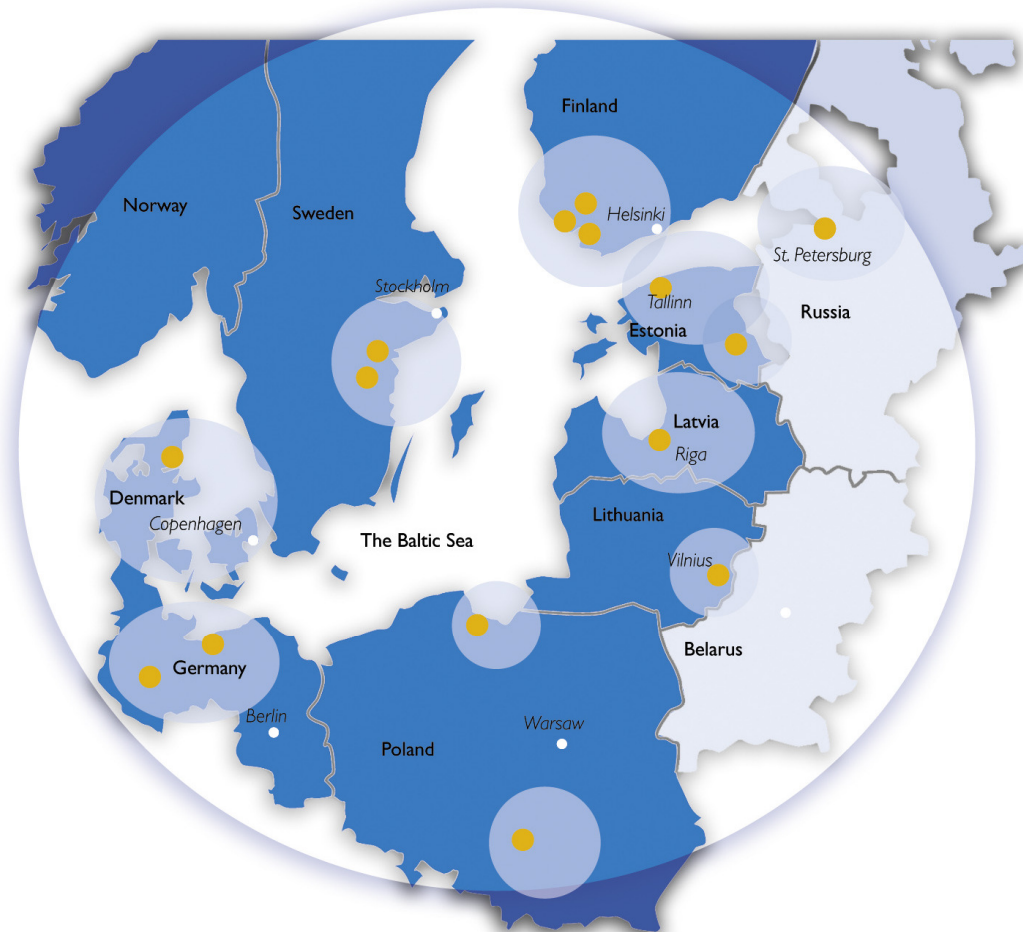 Finland
Norway
Sweden
Helsinki
St. Petersburg
Stockholm
Tallinn
Russia
Estonia
Latvia
Riga
Denmark
Lithuania
Copenhagen
The Baltic Sea
Vilnius
Belarus
Germany
Berlin
Warsaw
Poland